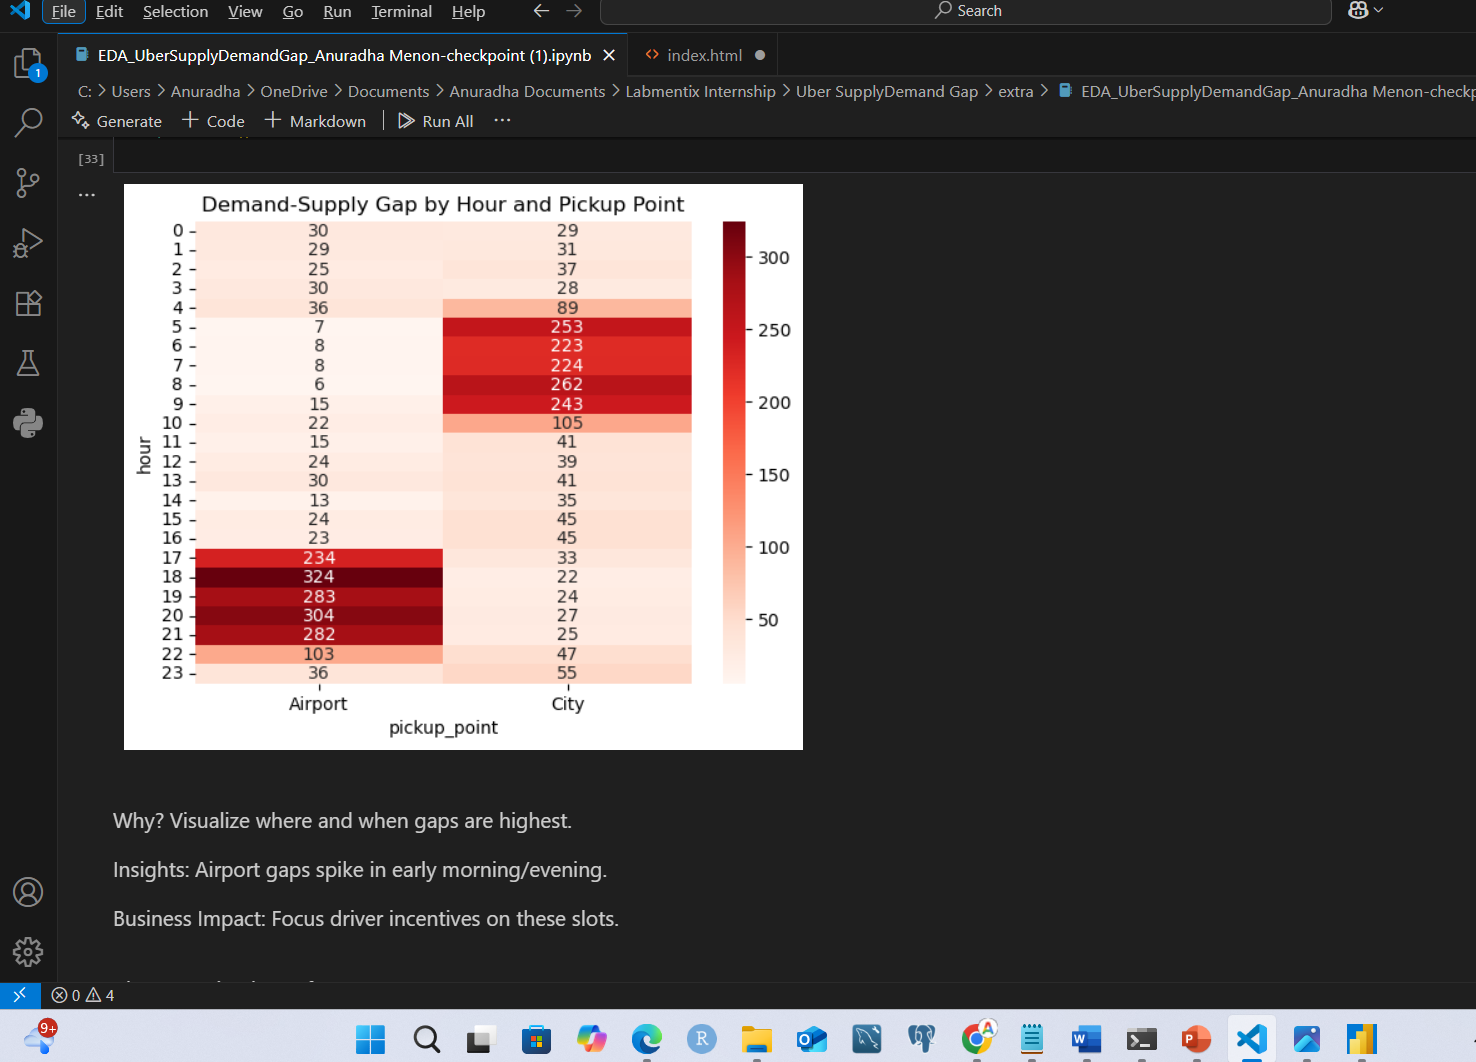 File Edit Selection View Go Run Terminal Help
Search
EDA_UberSupplyDemandGap_Anuradha Menon-checkpoint (1).ipynb
index.html
C: > Users > Anuradha > OneDrive > Documents > Anuradha Documents > Labmentix Internship > Uber SupplyDemand Gap > extra > EDA_UberSupplyDemandGap_Anuradha Menon-checkp
1
Generate + Code + Markdown Run All ...
[33]
...
Demand-Supply Gap by Hour and Pickup Point
0 30 29
1 29 31
2 25 37
3 30 28
4 36 89
5 7 253
6 8 223
7 8 224
8 6 262
9 15 243
10 22 105
11 15 41
12 24 39
13 30 41
14 13 35
15 24 45
16 23 45
17 234 33
18 324 22
19 283 24
20 304 27
21 282 25
22 103 47
23 36 55
hour
Airport City
pickup_point
300
250
200
150
100
50
Why? Visualize where and when gaps are highest.
Insights: Airport gaps spike in early morning/evening.
Business Impact: Focus driver incentives on these slots.
0 4
9+
R
A
O
W
P